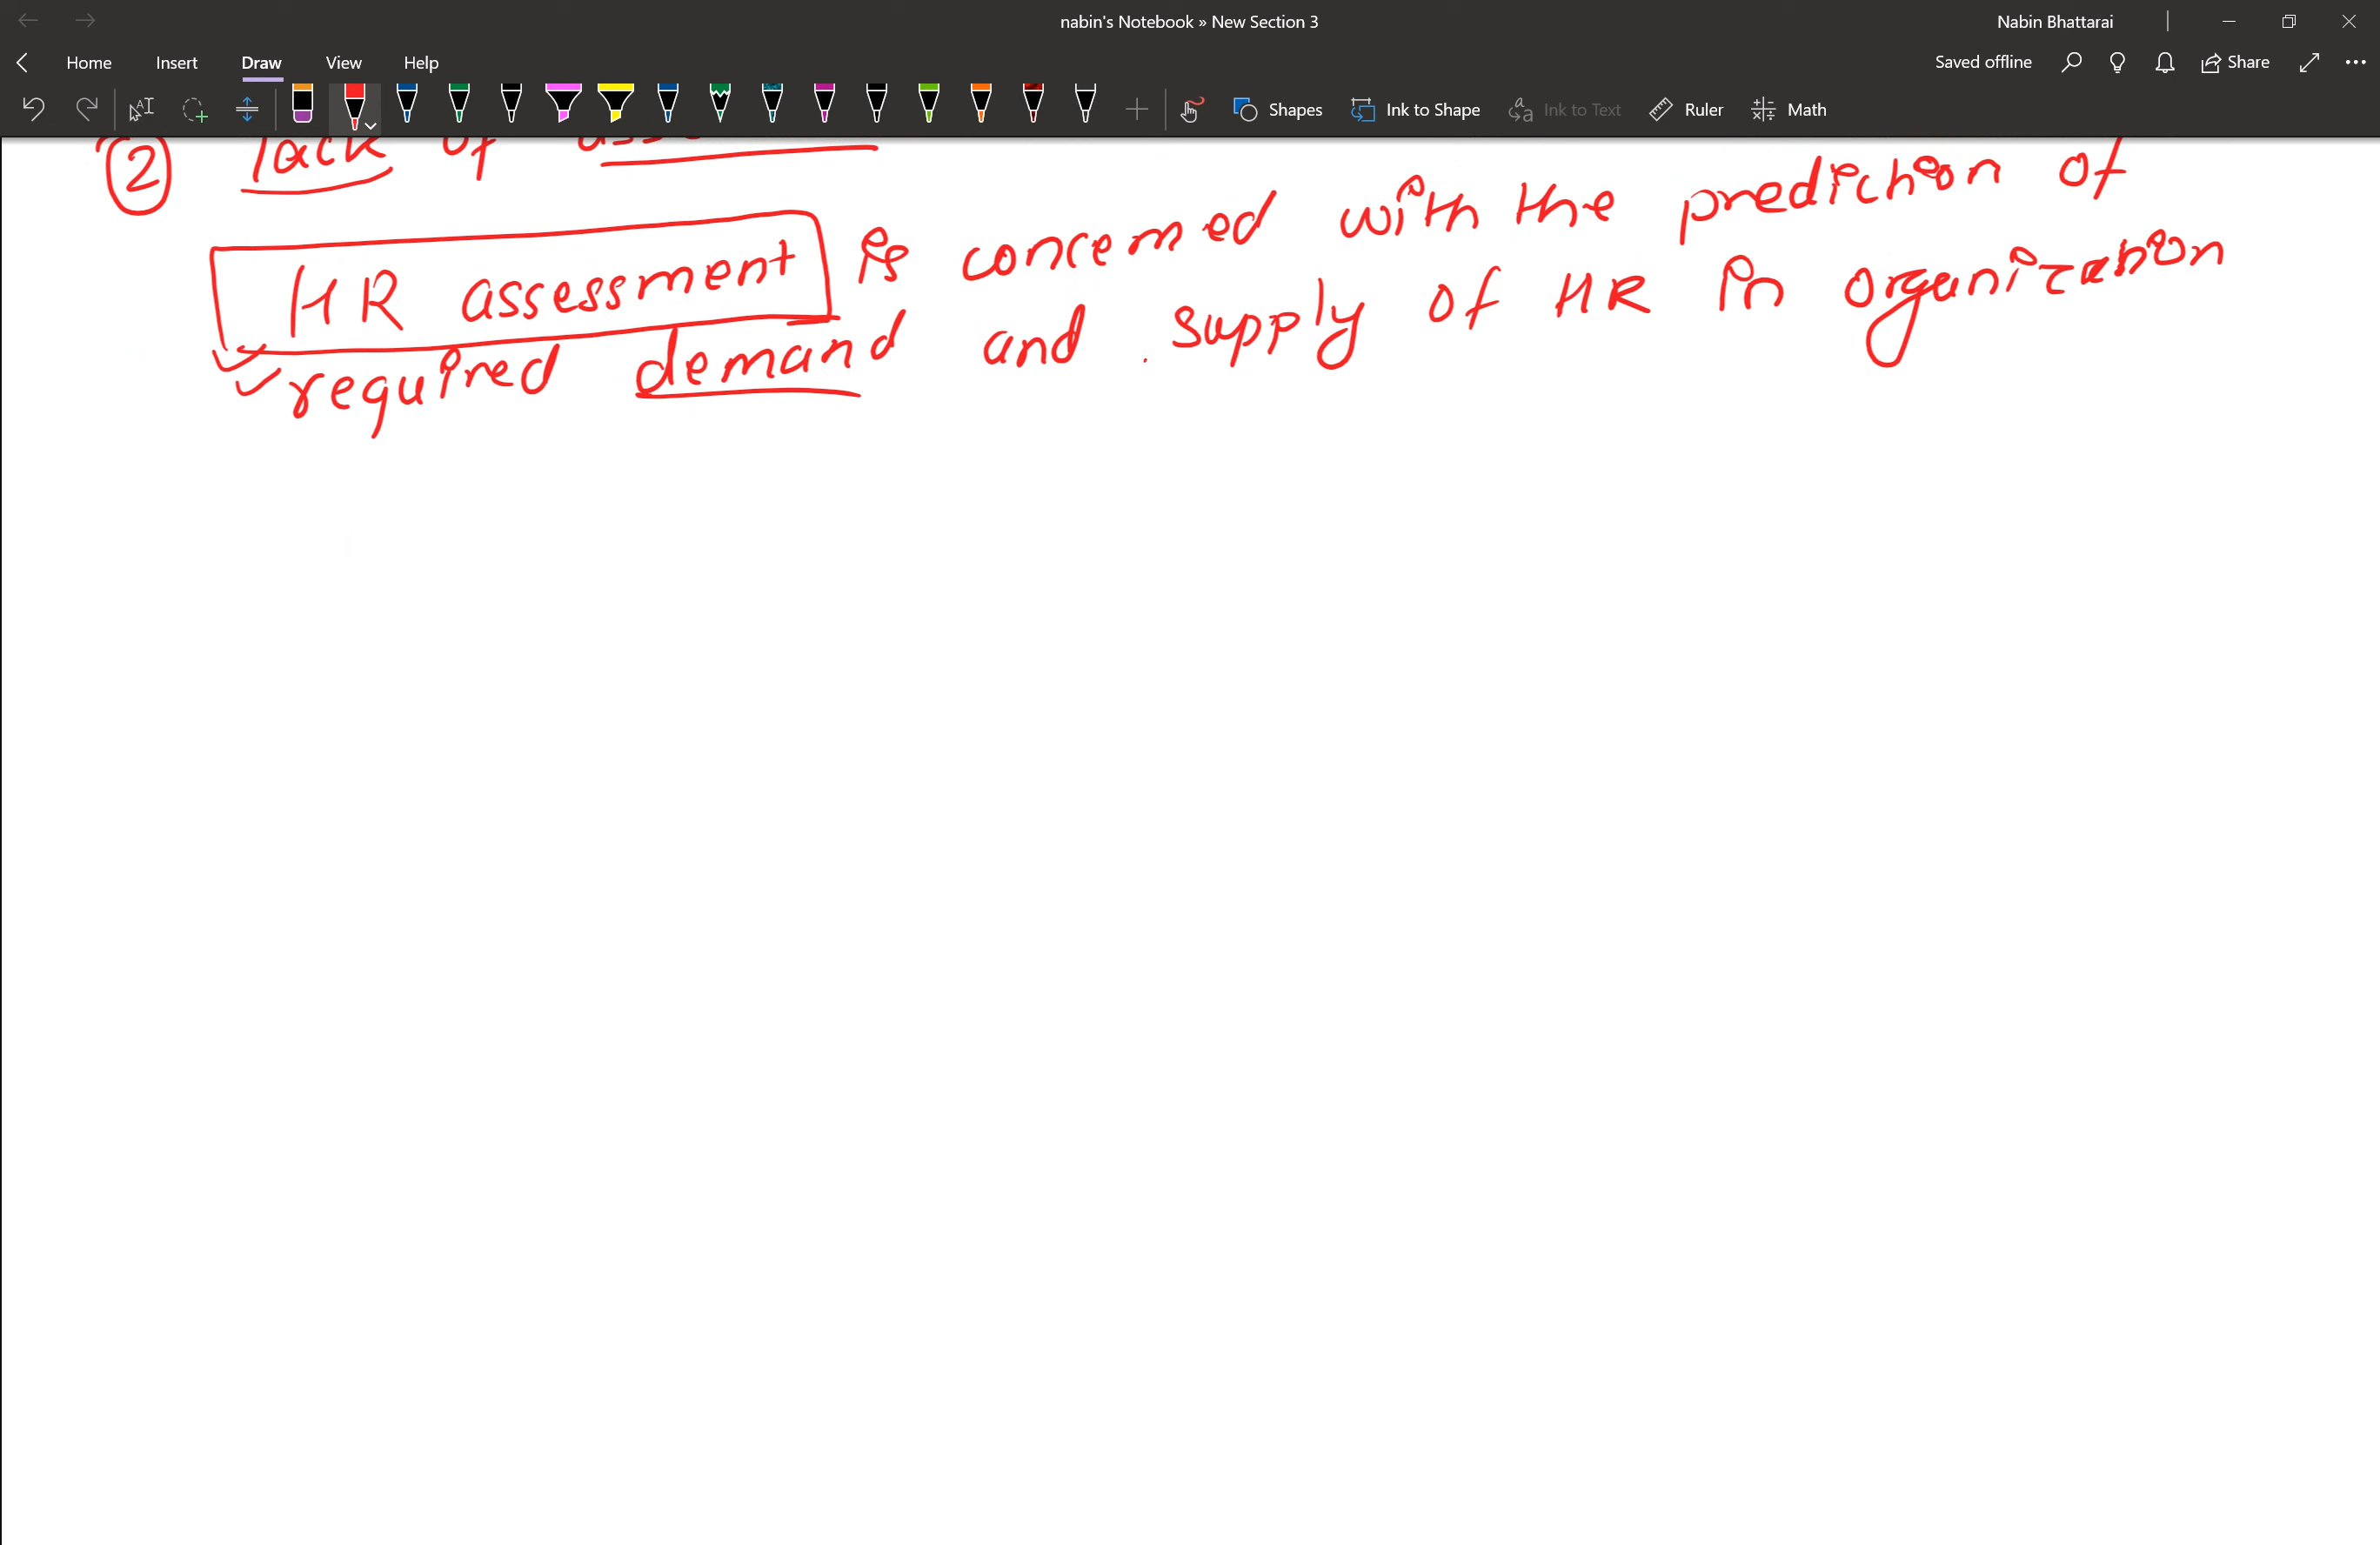 nabin's Notebook » New Section 3
Nabin Bhattarai
Home Insert Draw View Help
Saved offline
Share
Shapes Ink to Shape Ink to Text Ruler Math
2 lack of
HR assessment is concerned with the prediction of
required demand and supply of HR in organization